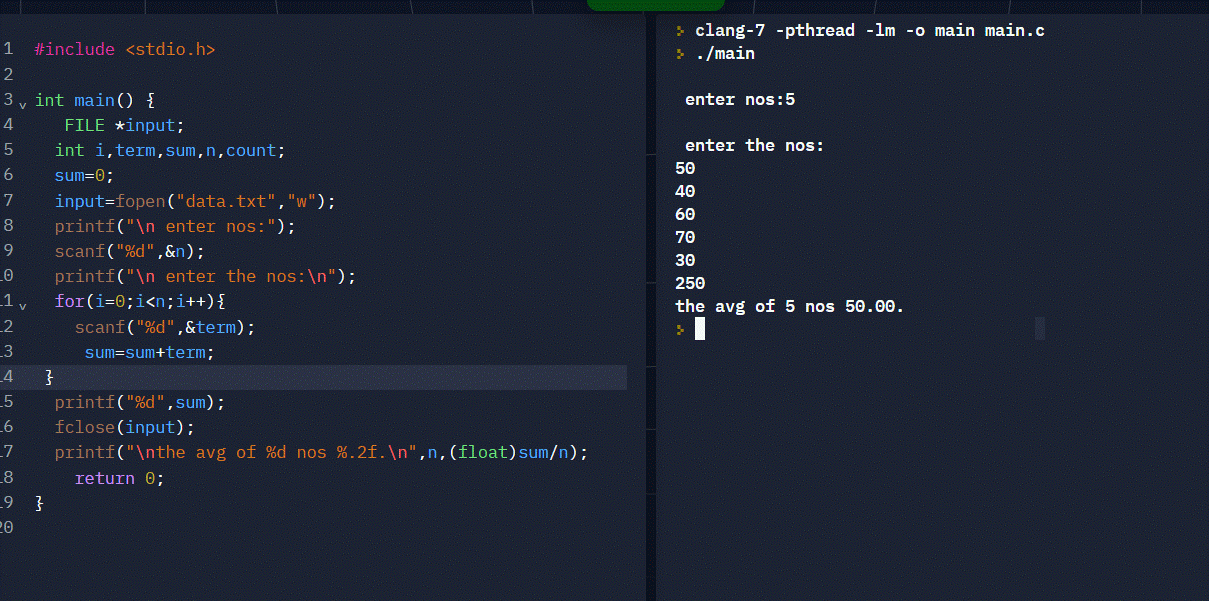 1 #include <stdio.h>
2
3 int main() {
4 FILE *input;
5 int i,term,sum,n,count;
6 sum=0;
7 input=fopen("data.txt","w");
8 printf("\n enter nos:");
9 scanf("%d",&n);
10 printf("\n enter the nos:\n");
11 for(i=0;i<n;i++){
12 scanf("%d",&term);
13 sum=sum+term;
14 }
15 printf("%d",sum);
16 fclose(input);
17 printf("\nthe avg of %d nos %.2f.\n",n,(float)sum/n);
18 return 0;
19 }
20
> clang-7 -pthread -lm -o main main.c
> ./main
enter nos:5
enter the nos:
50
40
60
70
30
250
the avg of 5 nos 50.00.
>